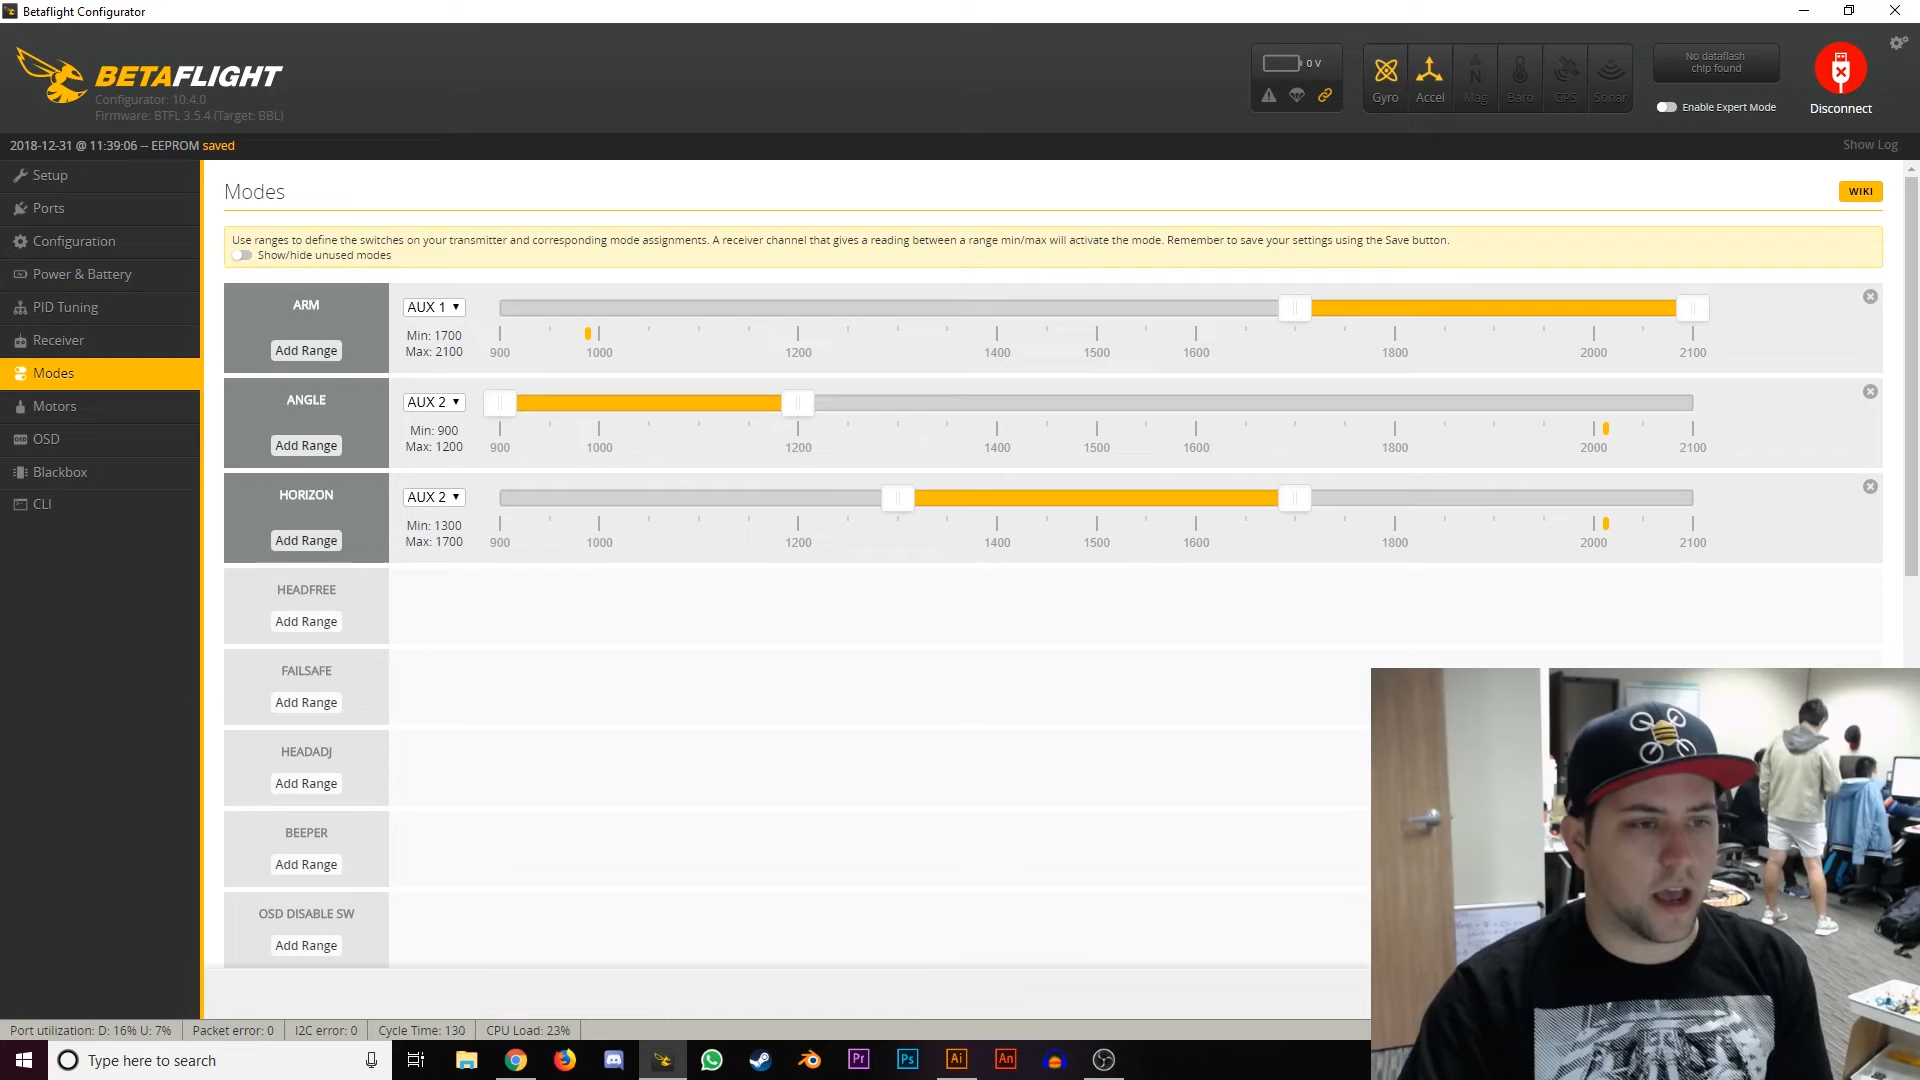 Betaflight Configurator
BETAFLIGHT
Configurator: 10.4.0
Firmware: BTFL 3.5.4 (Target: BBL)
0 V
Gyro
Accel
Mag
Baro
GPS
Sonar
No dataflash
chip found
Enable Expert Mode
Disconnect
2018-12-31 @ 11:39:06 -- EEPROM saved
Show Log
Setup
Ports
Configuration
Power & Battery
PID Tuning
Receiver
Modes
Motors
OSD
Blackbox
CLI
Modes
WIKI
Use ranges to define the switches on your transmitter and corresponding mode assignments. A receiver channel that gives a reading between a range min/max will activate the mode. Remember to save your settings using the Save button.
Show/hide unused modes
ARM
Add Range
AUX 1
Min: 1700
Max: 2100
900 1000 1200 1400 1500 1600 1800 2000 2100
ANGLE
Add Range
AUX 2
Min: 900
Max: 1200
900 1000 1200 1400 1500 1600 1800 2000 2100
HORIZON
Add Range
AUX 2
Min: 1300
Max: 1700
900 1000 1200 1400 1500 1600 1800 2000 2100
HEADFREE
Add Range
FAILSAFE
Add Range
HEADADJ
Add Range
BEEPER
Add Range
OSD DISABLE SW
Add Range
Port utilization: D: 16% U: 7%
Packet error: 0
I2C error: 0
Cycle Time: 130
CPU Load: 23%
Type here to search
Pr
Ps
Ai
An